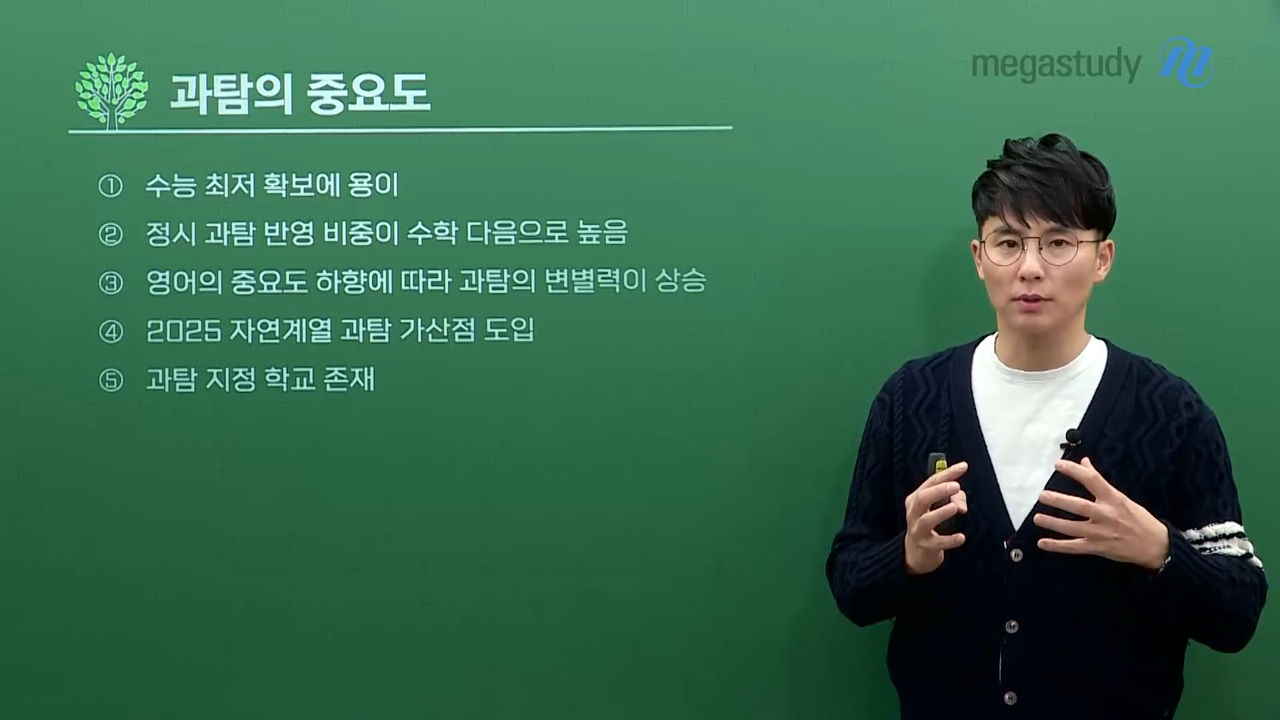 megastudy
과탐의 중요도
① 수능 최저 확보에 용이
② 정시 과탐 반영 비중이 수학 다음으로 높음
③ 영어의 중요도 하향에 따라 과탐의 변별력이 상승
④ 2025 자연계열 과탐 가산점 도입
⑤ 과탐 지정 학교 존재